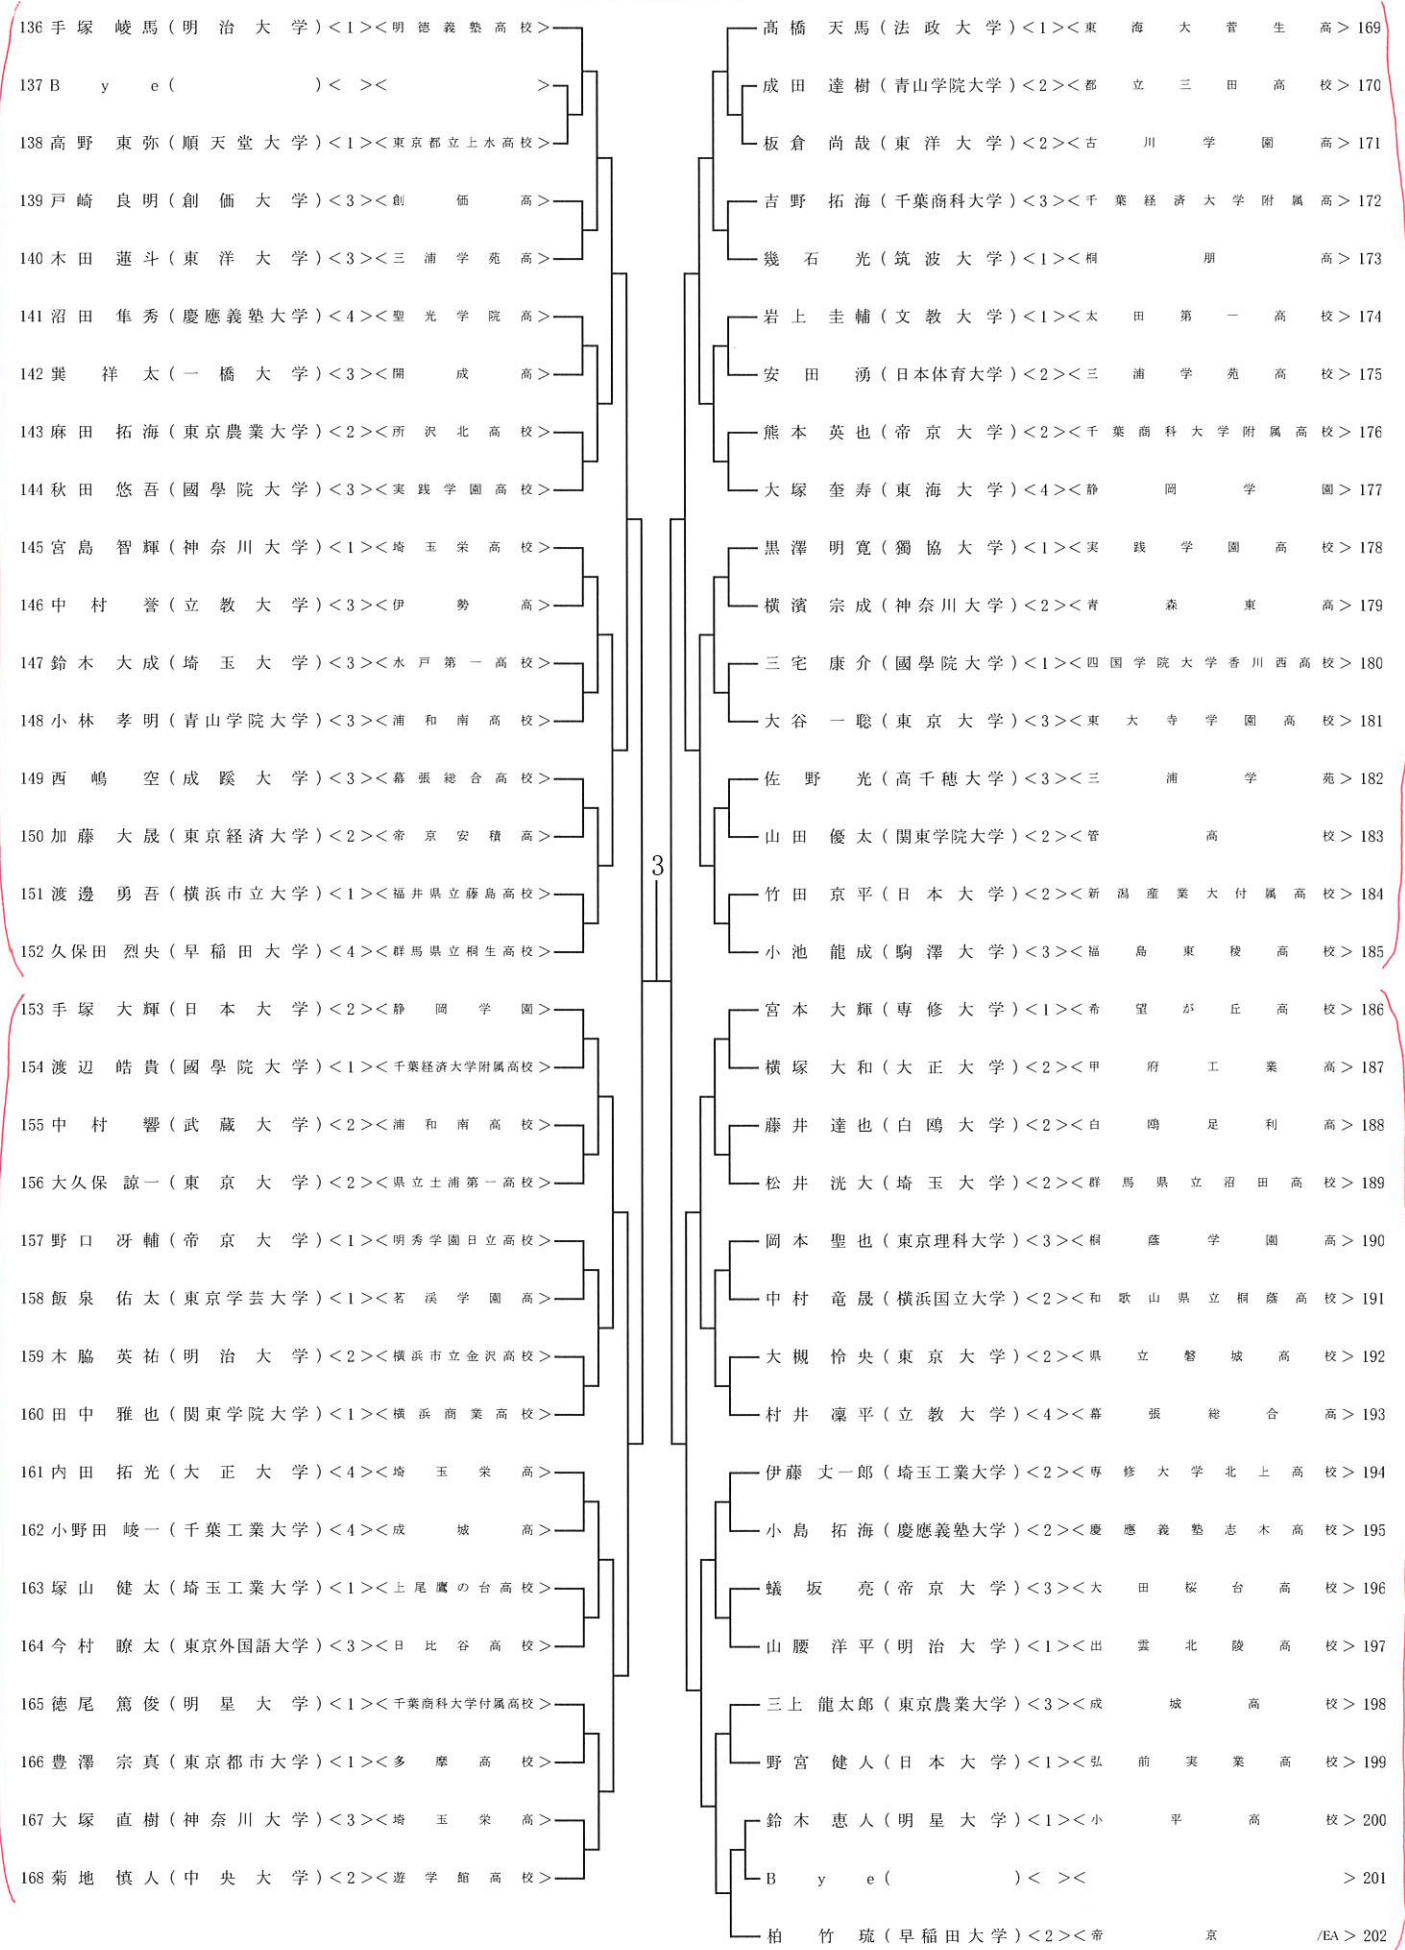 136 手塚 崚馬 (明治大学) <1> <明徳義塾高校>
137 Bye ( ) < > < >
138 高野 東弥 (順天堂大学) <1> <東京都立上水高校>
139 戸崎 良明 (創価大学) <3> <創価高>
140 木田 蓮斗 (東洋大学) <3> <三浦学苑高>
141 沼田 隼秀 (慶應義塾大学) <4> <聖光学院高>
142 巽 祥太 (一橋大学) <3> <開成高>
143 麻田 拓海 (東京農業大学) <2> <所沢北高校>
144 秋田 悠吾 (國學院大学) <3> <実践学園高校>
145 宮島 智輝 (神奈川大学) <1> <埼玉栄高校>
146 中村 誉 (立教大学) <3> <伊勢高>
147 鈴木 大成 (埼玉大学) <3> <水戸第一高校>
148 小林 孝明 (青山学院大学) <3> <浦和南高校>
149 西嶋 空 (成蹊大学) <3> <幕張総合高校>
150 加藤 大晟 (東京経済大学) <2> <帝京安積高>
151 渡邊 勇吾 (横浜市立大学) <1> <福井県立藤島高校>
152 久保田 烈央 (早稲田大学) <4> <群馬県立桐生高校>
153 手塚 大輝 (日本大学) <2> <静岡学園>
154 渡辺 皓貴 (國學院大学) <1> <千葉経済大学附属高校>
155 中村 響 (武蔵大学) <2> <浦和南高校>
156 大久保 諒一 (東京大学) <2> <県立土浦第一高校>
157 野口 冴輔 (帝京大学) <1> <明秀学園日立高校>
158 飯泉 佑太 (東京学芸大学) <1> <茗渓学園高>
159 木脇 英祐 (明治大学) <2> <横浜市立金沢高校>
160 田中 雅也 (関東学院大学) <1> <横浜商業高校>
161 内田 拓光 (大正大学) <4> <埼玉栄高>
162 小野田 崚一 (千葉工業大学) <4> <成城高>
163 塚山 健太 (埼玉工業大学) <1> <上尾鷹の台高校>
164 今村 瞭太 (東京外国語大学) <3> <日比谷高校>
165 徳尾 篤俊 (明星大学) <1> <千葉商科大学付属高校>
166 豊澤 宗真 (東京都市大学) <1> <多摩高校>
167 大塚 直樹 (神奈川大学) <3> <埼玉栄高>
168 菊地 慎人 (中央大学) <2> <遊学館高校>
3
髙橋 天馬 (法政大学) <1> <東海大菅生高> 169
成田 達樹 (青山学院大学) <2> <都立三田高校> 170
板倉 尚哉 (東洋大学) <2> <古川学園高> 171
吉野 拓海 (千葉商科大学) <3> <千葉経済大学附属高> 172
幾石 光 (筑波大学) <1> <桐朋高> 173
岩上 圭輔 (文教大学) <1> <太田第一高校> 174
安田 湧 (日本体育大学) <2> <三浦学苑高校> 175
熊本 英也 (帝京大学) <2> <千葉商科大学附属高校> 176
大塚 奎寿 (東海大学) <4> <静岡学園> 177
黒澤 明寛 (獨協大学) <1> <実践学園高校> 178
横濱 宗成 (神奈川大学) <2> <青森東高> 179
三宅 康介 (國學院大学) <1> <四国学院大学香川西高校> 180
大谷 一聡 (東京大学) <3> <東大寺学園高校> 181
佐野 光 (高千穂大学) <3> <三浦学苑> 182
山田 優太 (関東学院大学) <2> <管高校> 183
竹田 京平 (日本大学) <2> <新潟産業大付属高校> 184
小池 龍成 (駒澤大学) <3> <福島東稜高校> 185
宮本 大輝 (専修大学) <1> <希望が丘高校> 186
横塚 大和 (大正大学) <2> <甲府工業高> 187
藤井 達也 (白鴎大学) <2> <白鴎足利高> 188
松井 洸大 (埼玉大学) <2> <群馬県立沼田高校> 189
岡本 聖也 (東京理科大学) <3> <桐蔭学園高> 190
中村 竜晟 (横浜国立大学) <2> <和歌山県立桐蔭高校> 191
大槻 怜央 (東京大学) <2> <県立磐城高校> 192
村井 凜平 (立教大学) <4> <幕張総合高> 193
伊藤 丈一郎 (埼玉工業大学) <2> <専修大学北上高校> 194
小島 拓海 (慶應義塾大学) <2> <慶應義塾志木高校> 195
蟻坂 亮 (帝京大学) <3> <大田桜台高校> 196
山腰 洋平 (明治大学) <1> <出雲北陵高校> 197
三上 龍太郎 (東京農業大学) <3> <成城高校> 198
野宮 健人 (日本大学) <1> <弘前実業高校> 199
鈴木 恵人 (明星大学) <1> <小平高校> 200
Bye ( ) < > < > 201
柏竹 琉 (早稲田大学) <2> <帝京/EA> 202